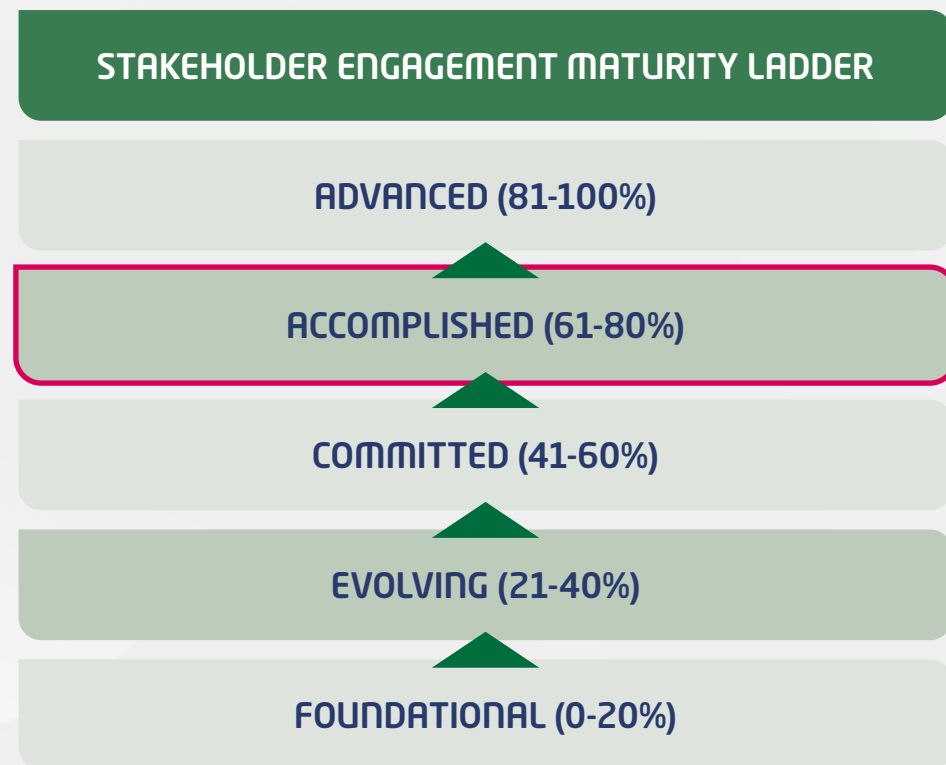 STAKEHOLDER ENGAGEMENT MATURITY LADDER
ADVANCED (81-100%)
ACCOMPLISHED (61-80%)
COMMITTED (41-60%)
EVOLVING (21-40%)
FOUNDATIONAL (0-20%)